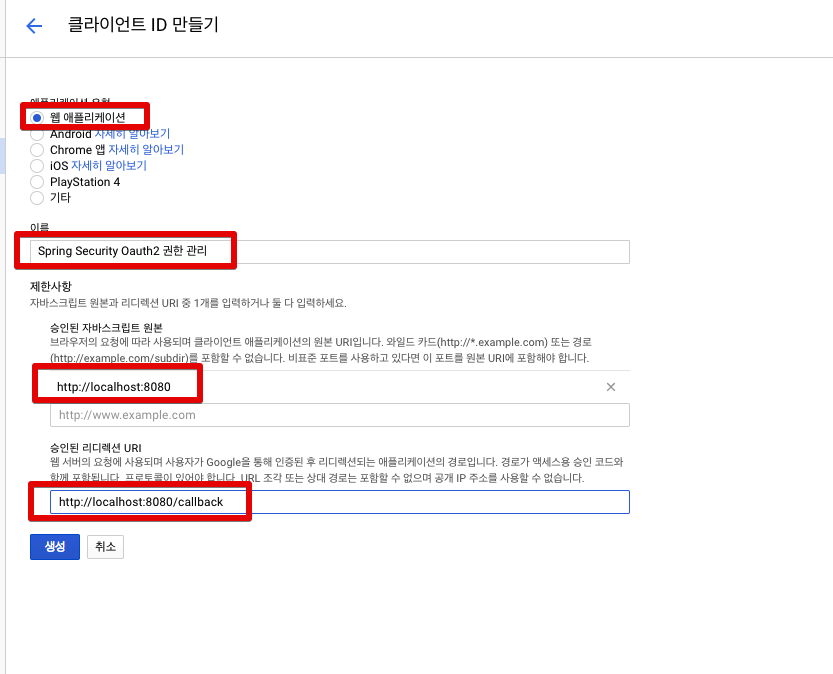 클라이언트 ID 만들기
애플리케이션 유형
웹 애플리케이션
Android 자세히 알아보기
Chrome 앱 자세히 알아보기
iOS 자세히 알아보기
PlayStation 4
기타
이름
Spring Security Oauth2 권한 관리
제한사항
자바스크립트 원본과 리디렉션 URI 중 1개를 입력하거나 둘 다 입력하세요.
승인된 자바스크립트 원본
브라우저의 요청에 따라 사용되며 클라이언트 애플리케이션의 원본 URI입니다. 와일드 카드(http://*.example.com) 또는 경로
(http://example.com/subdir)를 포함할 수 없습니다. 비표준 포트를 사용하고 있다면 이 포트를 원본 URI에 포함해야 합니다.
http://localhost:8080
http://www.example.com
승인된 리디렉션 URI
웹 서버의 요청에 사용되며 사용자가 Google을 통해 인증된 후 리디렉션되는 애플리케이션의 경로입니다. 경로가 액세스용 승인 코드와
함께 포함됩니다. 프로토콜이 있어야 합니다. URL 조각 또는 상대 경로는 포함할 수 없으며 공개 IP 주소를 사용할 수 없습니다.
http://localhost:8080/callback
생성 취소